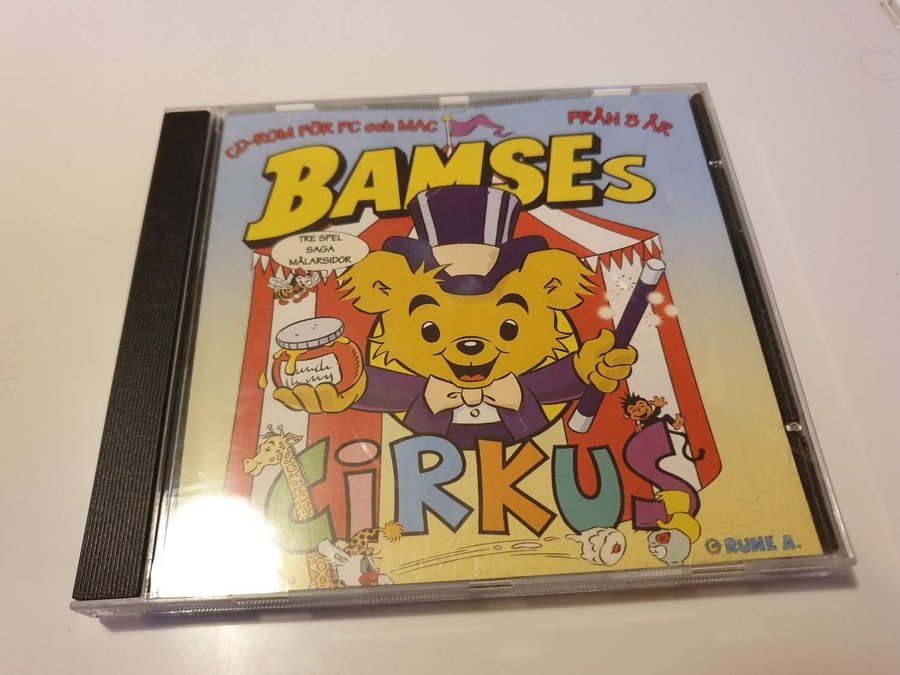 CD-ROM FÖR PC och MAC
FRÅN 3 ÅR
BAMSEs
TRE SPEL
SAGA
MÅLARSIDOR
CIRKUS
© RUNE A.